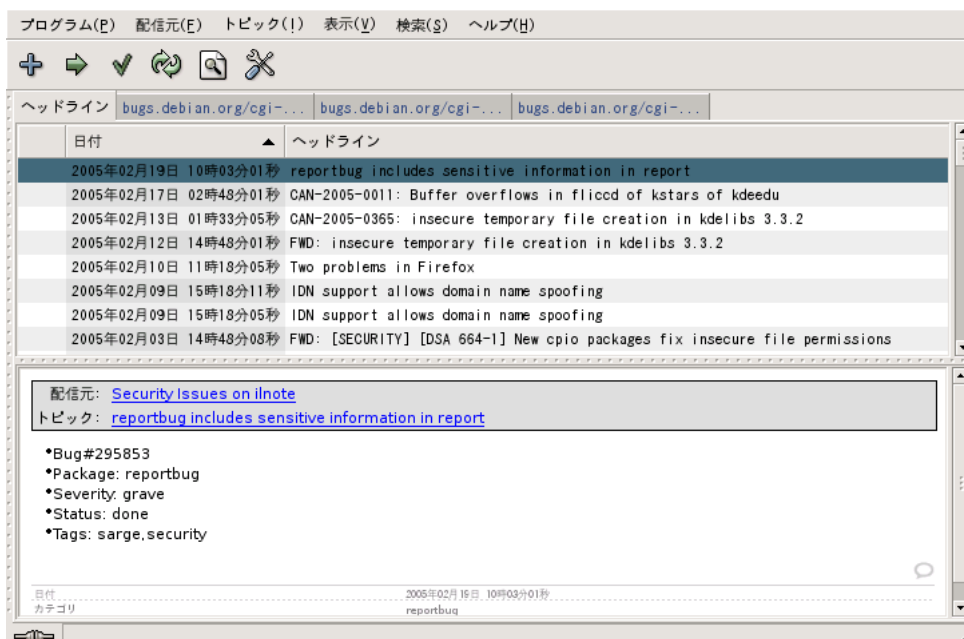 プログラム(P) 配信元(F) トピック(I) 表示(V) 検索(S) ヘルプ(H)
ヘッドライン bugs.debian.org/cgi-... bugs.debian.org/cgi-... bugs.debian.org/cgi-...
日付 ヘッドライン
2005年02月19日 10時03分01秒 reportbug includes sensitive information in report
2005年02月17日 02時48分01秒 CAN-2005-0011: Buffer overflows in fliccd of kstars of kdeedu
2005年02月13日 01時33分05秒 CAN-2005-0365: insecure temporary file creation in kdelibs 3.3.2
2005年02月12日 14時48分01秒 FWD: insecure temporary file creation in kdelibs 3.3.2
2005年02月10日 11時18分05秒 Two problems in Firefox
2005年02月09日 15時18分11秒 IDN support allows domain name spoofing
2005年02月09日 15時18分05秒 IDN support allows domain name spoofing
2005年02月03日 14時48分08秒 FWD: [SECURITY] [DSA 664-1] New cpio packages fix insecure file permissions
配信元: Security Issues on ilnote
トピック: reportbug includes sensitive information in report
•Bug#295853
•Package: reportbug
•Severity: grave
•Status: done
•Tags: sarge,security
日付 2005年02月19日 10時03分01秒
カテゴリ reportbug